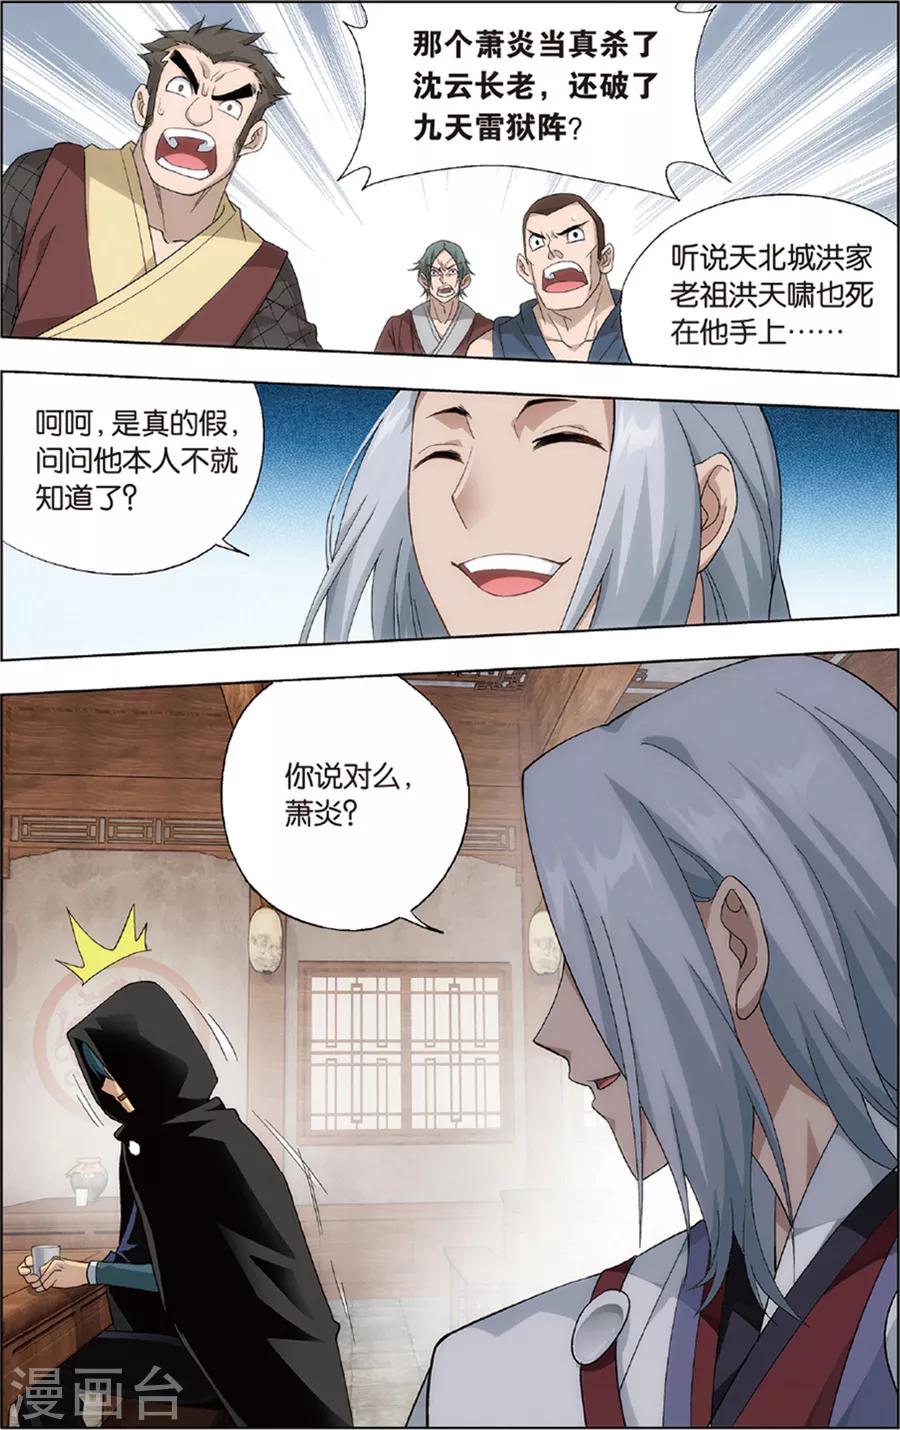 那个萧炎当真杀了
沈云长老，还破了
九天雷狱阵？
听说天北城洪家
老祖洪天啸也死
在他手上……
呵呵，是真的假，
问问他本人不就
知道了？
你说对么，
萧炎？
漫画台